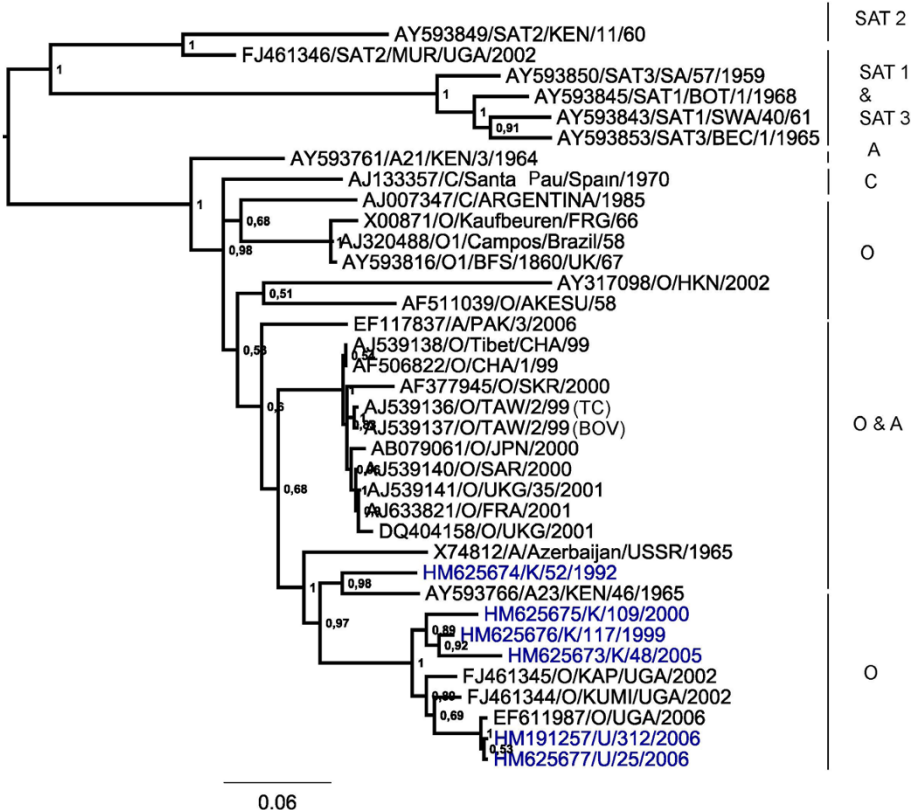 AY593849/SAT2/KEN/11/60
SAT 2
1
FJ461346/SAT2/MUR/UGA/2002
1
AY593850/SAT3/SA/57/1959
SAT 1
1
AY593845/SAT1/BOT/1/1968
&
1
AY593843/SAT1/SWA/40/61
SAT 3
0,91
AY593853/SAT3/BEC/1/1965
AY593761/A21/KEN/3/1964
A
AJ133357/C/Santa Pau/Spain/1970
C
1
AJ007347/C/ARGENTINA/1985
0,68
X00871/O/Kaufbeuren/FRG/66
0,98
1
AJ320488/O1/Campos/Brazil/58
O
AY593816/O1/BFS/1860/UK/67
AY317098/O/HKN/2002
0,51
AF511039/O/AKESU/58
EF117837/A/PAK/3/2006
AJ539138/O/Tibet/CHA/99
0,54
AF506822/O/CHA/1/99
AF377945/O/SKR/2000
1
0,6
AJ539136/O/TAW/2/99 (TC)
1
AJ539137/O/TAW/2/99 (BOV)
O & A
AB079061/O/JPN/2000
AJ539140/O/SAR/2000
0,68
1
AJ539141/O/UKG/35/2001
AJ633821/O/FRA/2001
DQ404158/O/UKG/2001
X74812/A/Azerbaijan/USSR/1965
HM625674/K/52/1992
1
0,98
AY593766/A23/KEN/46/1965
HM625675/K/109/2000
0,97
0,89
HM625676/K/117/1999
0,92
HM625673/K/48/2005
1
FJ461345/O/KAP/UGA/2002
O
FJ461344/O/KUMI/UGA/2002
0,69
EF611987/O/UGA/2006
1
HM191257/U/312/2006
0,53
HM625677/U/25/2006
0.06